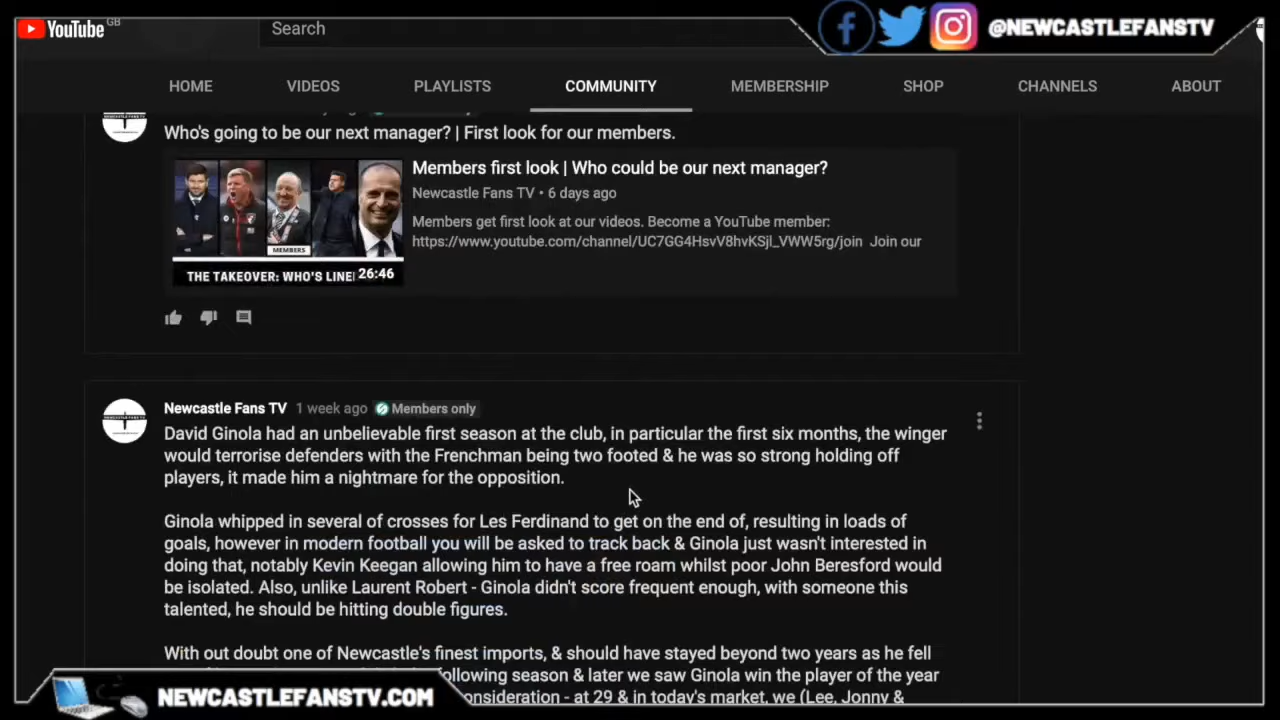 YouTube GB
Search
@NEWCASTLEFANSTV
HOME VIDEOS PLAYLISTS COMMUNITY MEMBERSHIP SHOP CHANNELS ABOUT
Who's going to be our next manager? | First look for our members.
Members first look | Who could be our next manager?
Newcastle Fans TV • 6 days ago
Members get first look at our videos. Become a YouTube member:
https://www.youtube.com/channel/UC7GG4HsvV8hvKSjl_VWW5rg/join Join our
MEMBERS
THE TAKEOVER: WHO'S LINE
26:46
Newcastle Fans TV 1 week ago Members only
David Ginola had an unbelievable first season at the club, in particular the first six months, the winger
would terrorise defenders with the Frenchman being two footed & he was so strong holding off
players, it made him a nightmare for the opposition.
Ginola whipped in several of crosses for Les Ferdinand to get on the end of, resulting in loads of
goals, however in modern football you will be asked to track back & Ginola just wasn't interested in
doing that, notably Kevin Keegan allowing him to have a free roam whilst poor John Beresford would
be isolated. Also, unlike Laurent Robert - Ginola didn't score frequent enough, with someone this
talented, he should be hitting double figures.
With out doubt one of Newcastle's finest imports, & should have stayed beyond two years as he fell
following season & later we saw Ginola win the player of the year
onsideration - at 29 & in today's market, we (Lee, Jonny &
NEWCASTLEFANSTV.COM